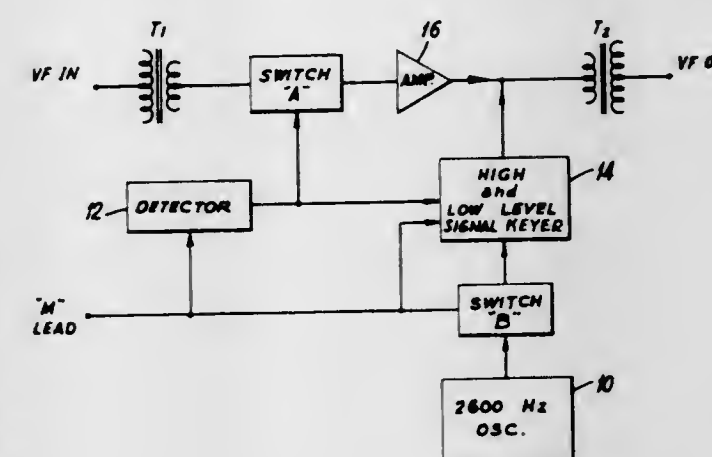 T1
16
T2
VF IN
SWITCH
"A"
AMP.
VF O
12
DETECTOR
HIGH
and
LOW LEVEL
SIGNAL KEYER
14
"M"
LEAD
SWITCH
"B"
10
2600 Hz
OSC.